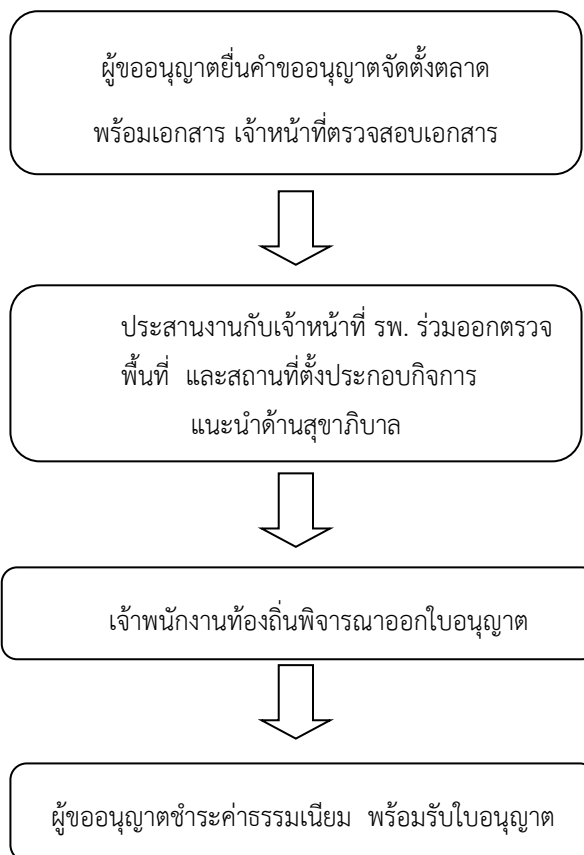 ผู้ขออนุญาตยื่นคำขออนุญาตจัดตั้งตลาด
พร้อมเอกสาร เจ้าหน้าที่ตรวจสอบเอกสาร
ประสานงานกับเจ้าหน้าที่ รพ. ร่วมออกตรวจ
พื้นที่ และสถานที่ตั้งประกอบกิจการ
แนะนำด้านสุขาภิบาล
เจ้าพนักงานท้องถิ่นพิจารณาออกใบอนุญาต
ผู้ขออนุญาตชำระค่าธรรมเนียม พร้อมรับใบอนุญาต